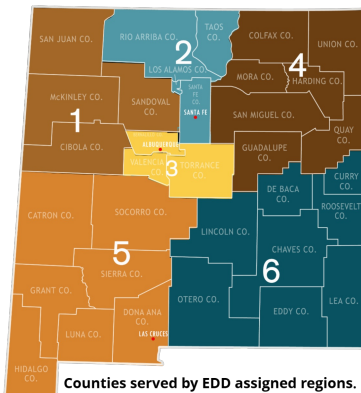 SAN JUAN CO.
RIO ARRIBA CO.
TAOS
CO.
COLFAX CO.
UNION CO.
2
LOS ALAMOS CO.
4
MORA CO.
HARDING CO.
McKINLEY CO.
SANDOVAL
CO.
SANTA
FE
CO.
SANTA FE
SAN MIGUEL CO.
1
QUAY
CO.
CIBOLA CO.
ALBUQUERQUE
GUADALUPE
CO.
VALENCIA
CO.
3
TORRANCE
CO.
CURRY
CO.
DE BACA
CO.
ROOSEVELT
CO.
CATRON CO.
SOCORRO CO.
LINCOLN CO.
CHAVES CO.
5
6
SIERRA CO.
GRANT CO.
OTERO CO.
LEA CO.
DONA ANA
CO.
EDDY CO.
LUNA CO.
LAS CRUCES
HIDALGO
CO.
Counties served by EDD assigned regions.